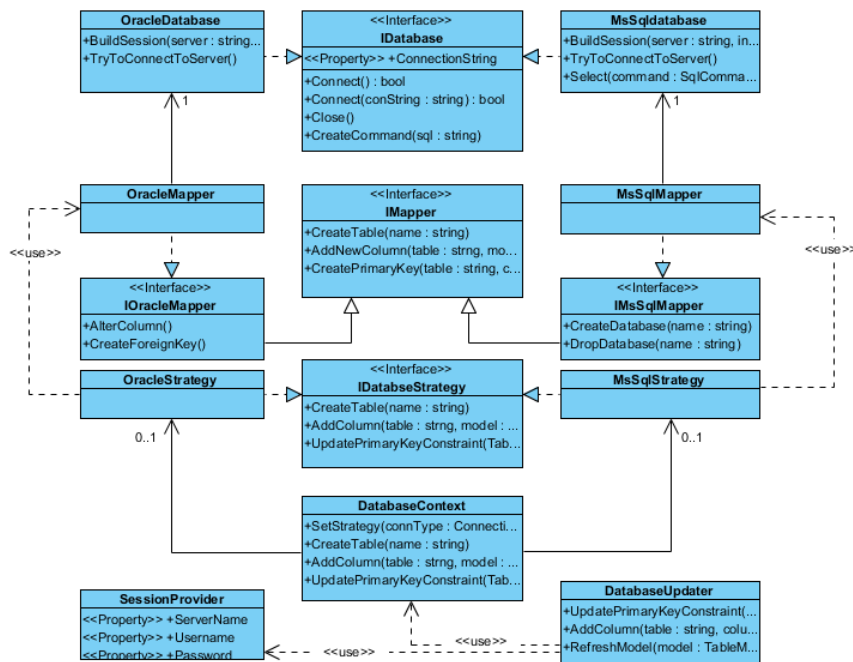 OracleDatabase
+BuildSession(server : string...
+TryToConnectToServer()
<<Interface>>
IDatabase
<<Property>> +ConnectionString
+Connect() : bool
+Connect(conString : string) : bool
+Close()
+CreateCommand(sql : string)
MsSqldatabase
+BuildSession(server : string, in...
+TryToConnectToServer()
+Select(command : SqlComma...
1
1
OracleMapper
<<Interface>>
IMapper
+CreateTable(name : string)
+AddNewColumn(table : strng, mo...
+CreatePrimaryKey(table : string, c...
MsSqlMapper
<<use>>
<<use>>
<<Interface>>
IOracleMapper
+AlterColumn()
+CreateForeignKey()
<<Interface>>
IMsSqlMapper
+CreateDatabase(name : string)
+DropDatabase(name : string)
OracleStrategy
<<Interface>>
IDatabseStrategy
+CreateTable(name : string)
+AddColumn(table : strng, model : ...
+UpdatePrimaryKeyConstraint(Tab...
MsSqlStrategy
0..1
0..1
DatabaseContext
+SetStrategy(connType : Connecti...
+CreateTable(name : string)
+AddColumn(table : strng, model : ...
+UpdatePrimaryKeyConstraint(Tab...
SessionProvider
<<Property>> +ServerName
<<Property>> +Username
<<Property>> +Password
DatabaseUpdater
+UpdatePrimaryKeyConstraint(...
+AddColumn(table : string, colu...
+RefreshModel(model : TableM...
<<use>>
<<use>>